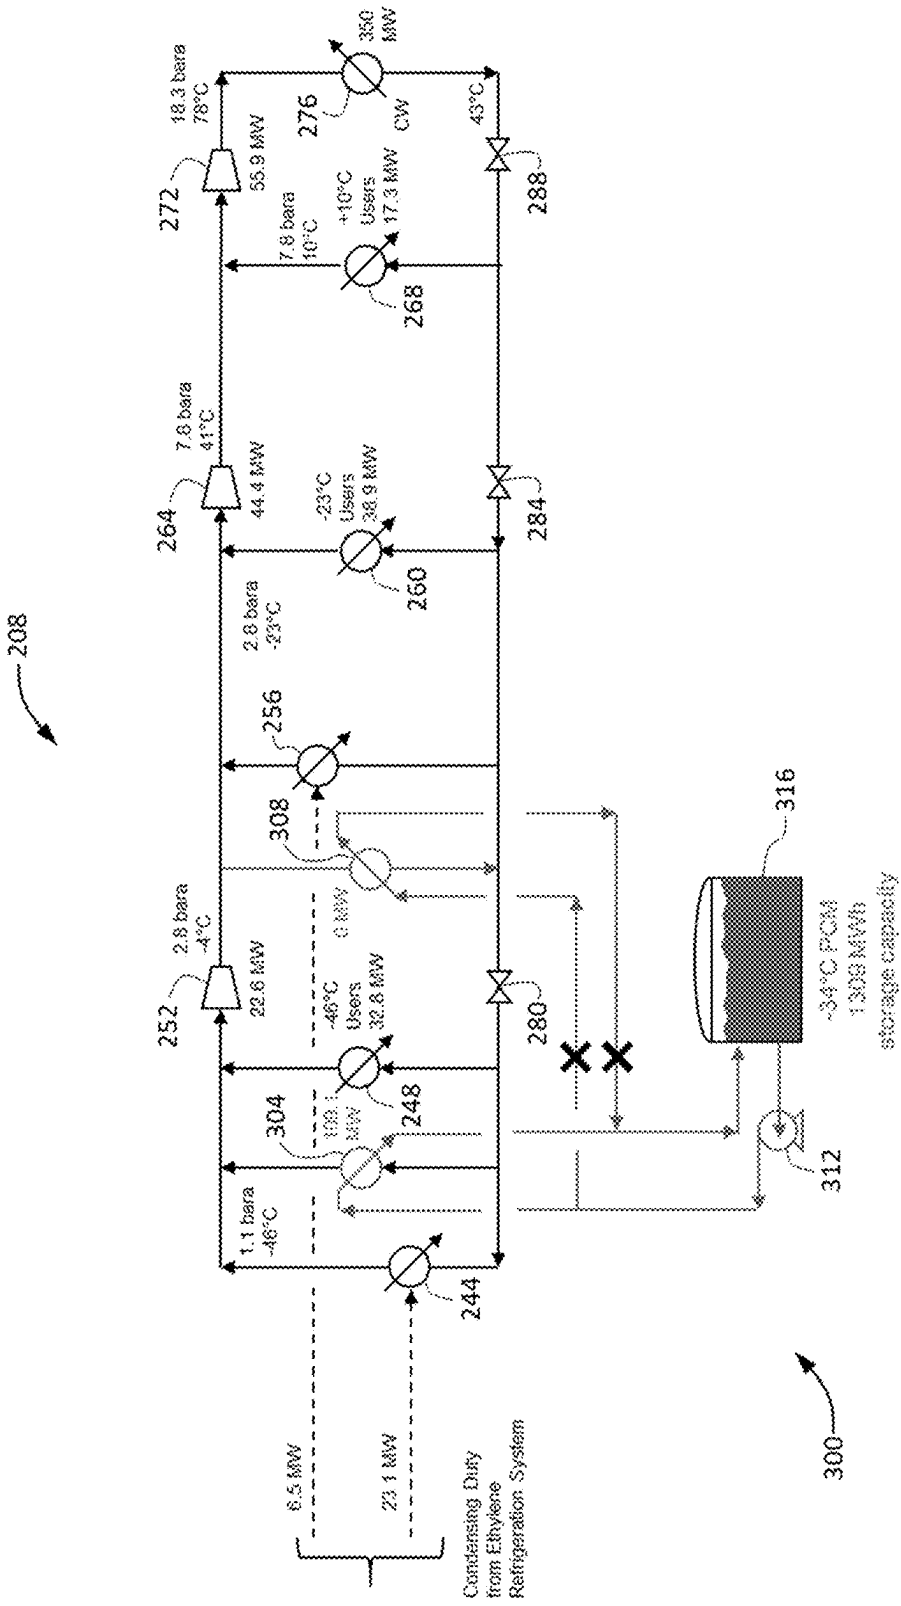 208
252
2.8 bara
-4°C
22.6 MW
264
7.8 bara
41°C
44.4 MW
272
18.3 bara
78°C
55.9 MW
1.1 bara
-46°C
304
109.1
MW
-46°C
Users
32.8 MW
248
308
0 MW
256
2.8 bara
-23°C
-23°C
Users
38.9 MW
260
7.8 bara
10°C
+10°C
Users
17.3 MW
268
276
350
MW
CW
43°C
6.5 MW
23.1 MW
Condensing Duty
from Ethylene
Refrigeration System
244
280
284
288
300
312
316
-34°C PCM
1309 MWh
storage capacity